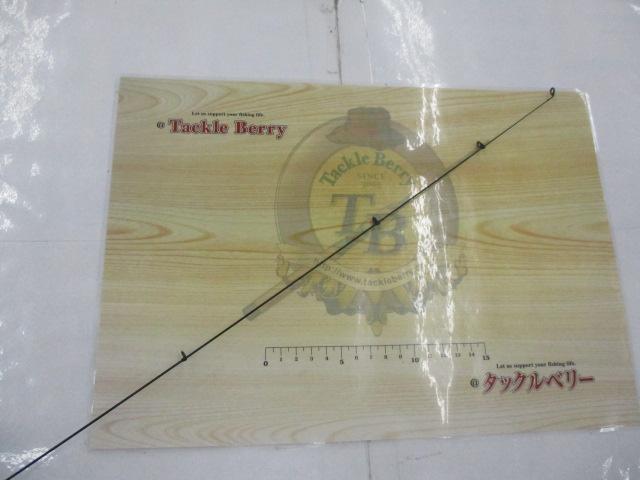 Let us support your fishing life.
@ Tackle Berry
Tackle Berry
SINCE
TB
http://www.tackleberry
0 1 2 3 4 5 6 7 8 9 10 11 12 13 14 15
Let us support your fishing life.
@ タックルベリー